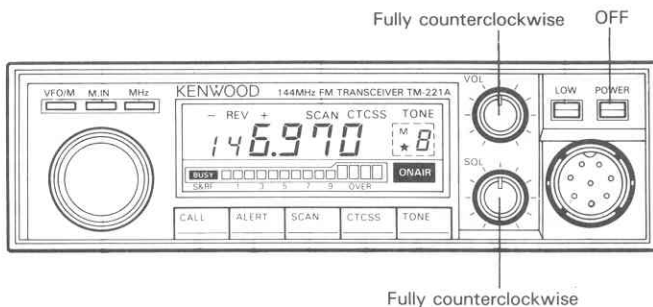 Fully counterclockwise OFF
VFO/M M.IN MHz
KENWOOD 144MHz FM TRANSCEIVER TM-221A
VOL
LOW POWER
− REV + SCAN CTCSS TONE
146.970 M ★ 8
BUSY ON AIR
S&RF 1 3 5 7 9 OVER
SQL
CALL ALERT SCAN CTCSS TONE
Fully counterclockwise